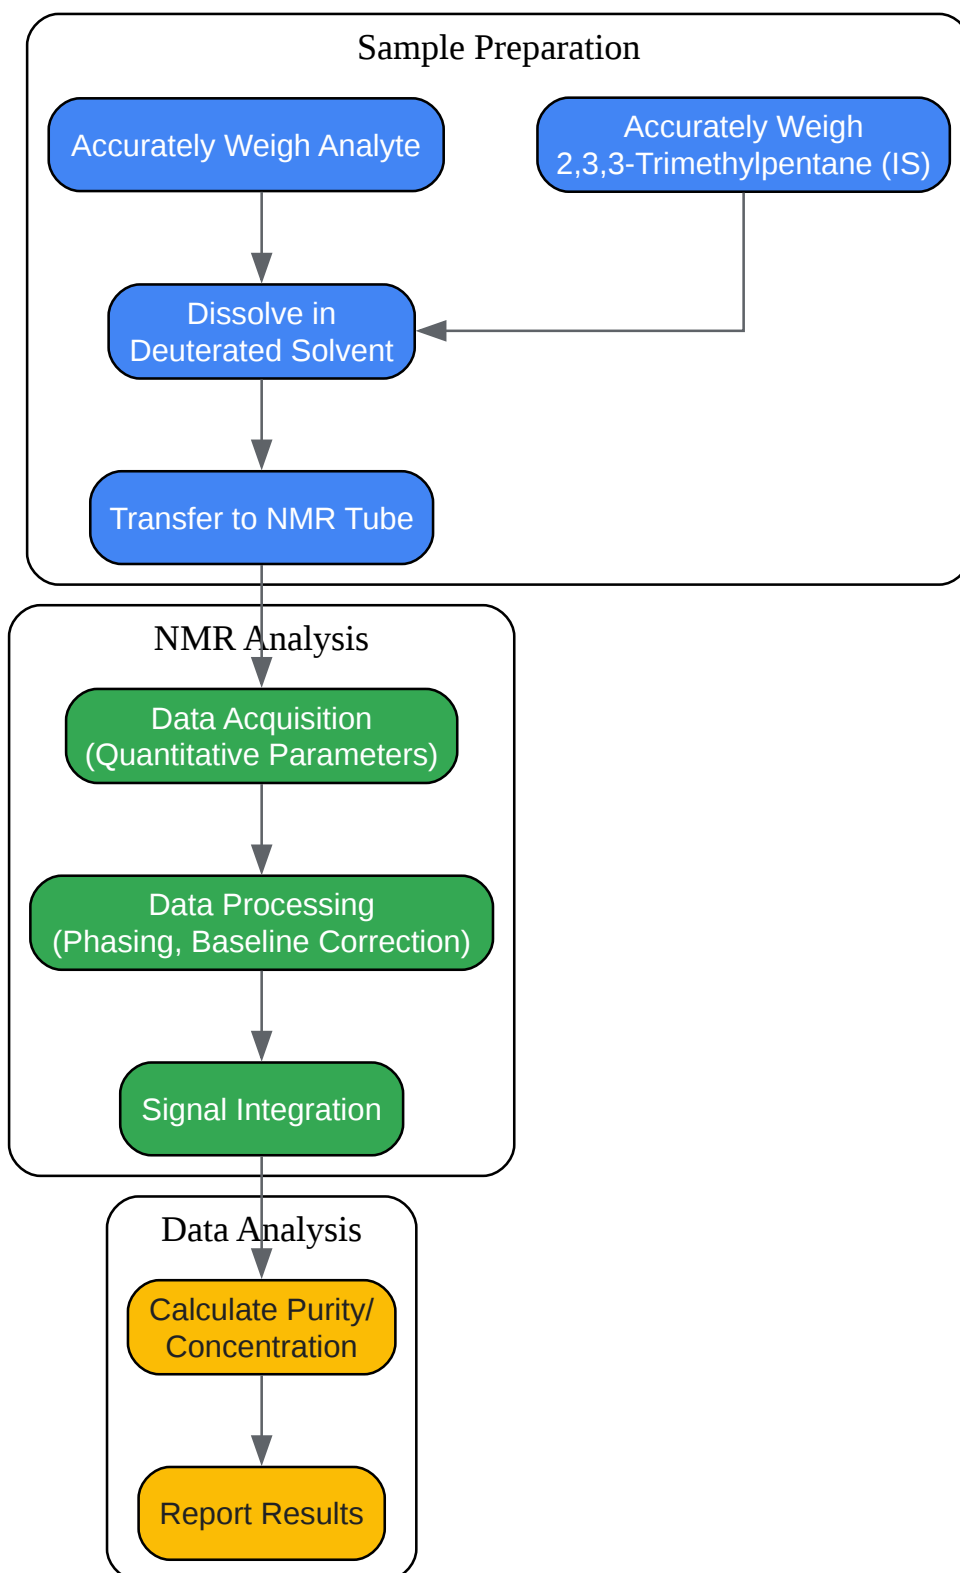 Sample Preparation
Accurately Weigh Analyte
Accurately Weigh
2,3,3-Trimethylpentane (IS)
Dissolve in
Deuterated Solvent
Transfer to NMR Tube
NMR Analysis
Data Acquisition
(Quantitative Parameters)
Data Processing
(Phasing, Baseline Correction)
Signal Integration
Data Analysis
Calculate Purity/
Concentration
Report Results